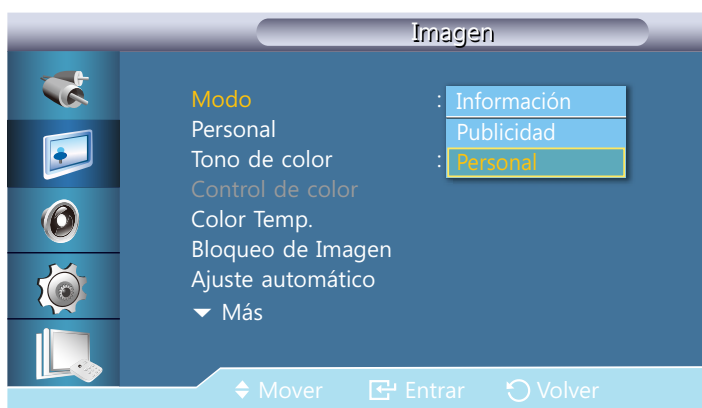 Imagen
Modo : Información
Personal Publicidad
Tono de color : Personal
Control de color
Color Temp.
Bloqueo de Imagen
Ajuste automático
Más
Mover Entrar Volver